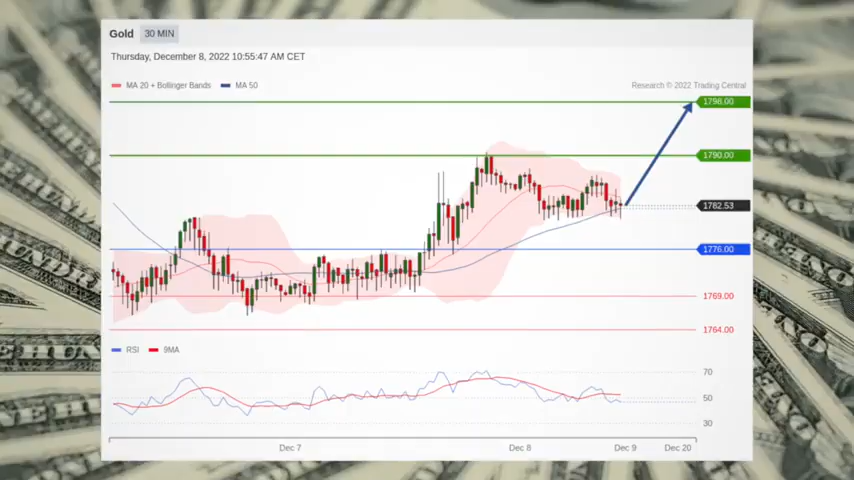 Gold 30 MIN
Thursday, December 8, 2022 10:55:47 AM CET
MA 20 + Bollinger Bands MA 50
Research © 2022 Trading Central
1798.00
1790.00
1782.53
1776.00
1769.00
1764.00
RSI 9MA
70
50
30
Dec 7 Dec 8 Dec 9 Dec 20